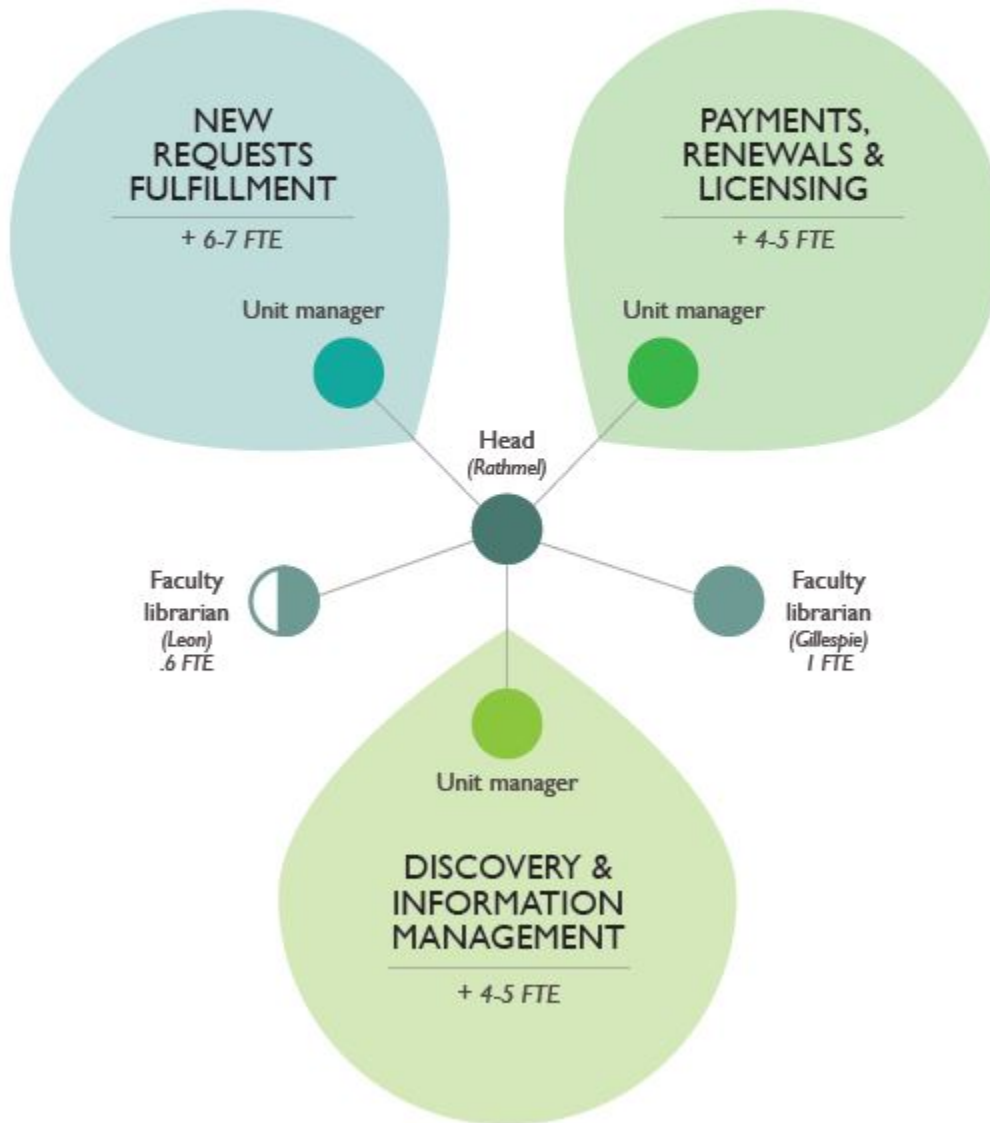 NEW
REQUESTS
FULFILLMENT
+ 6-7 FTE
Unit manager
PAYMENTS,
RENEWALS &
LICENSING
+ 4-5 FTE
Unit manager
Head
(Rathmel)
Faculty
librarian
(Leon)
.6 FTE
Faculty
librarian
(Gillespie)
1 FTE
Unit manager
DISCOVERY &
INFORMATION
MANAGEMENT
+ 4-5 FTE